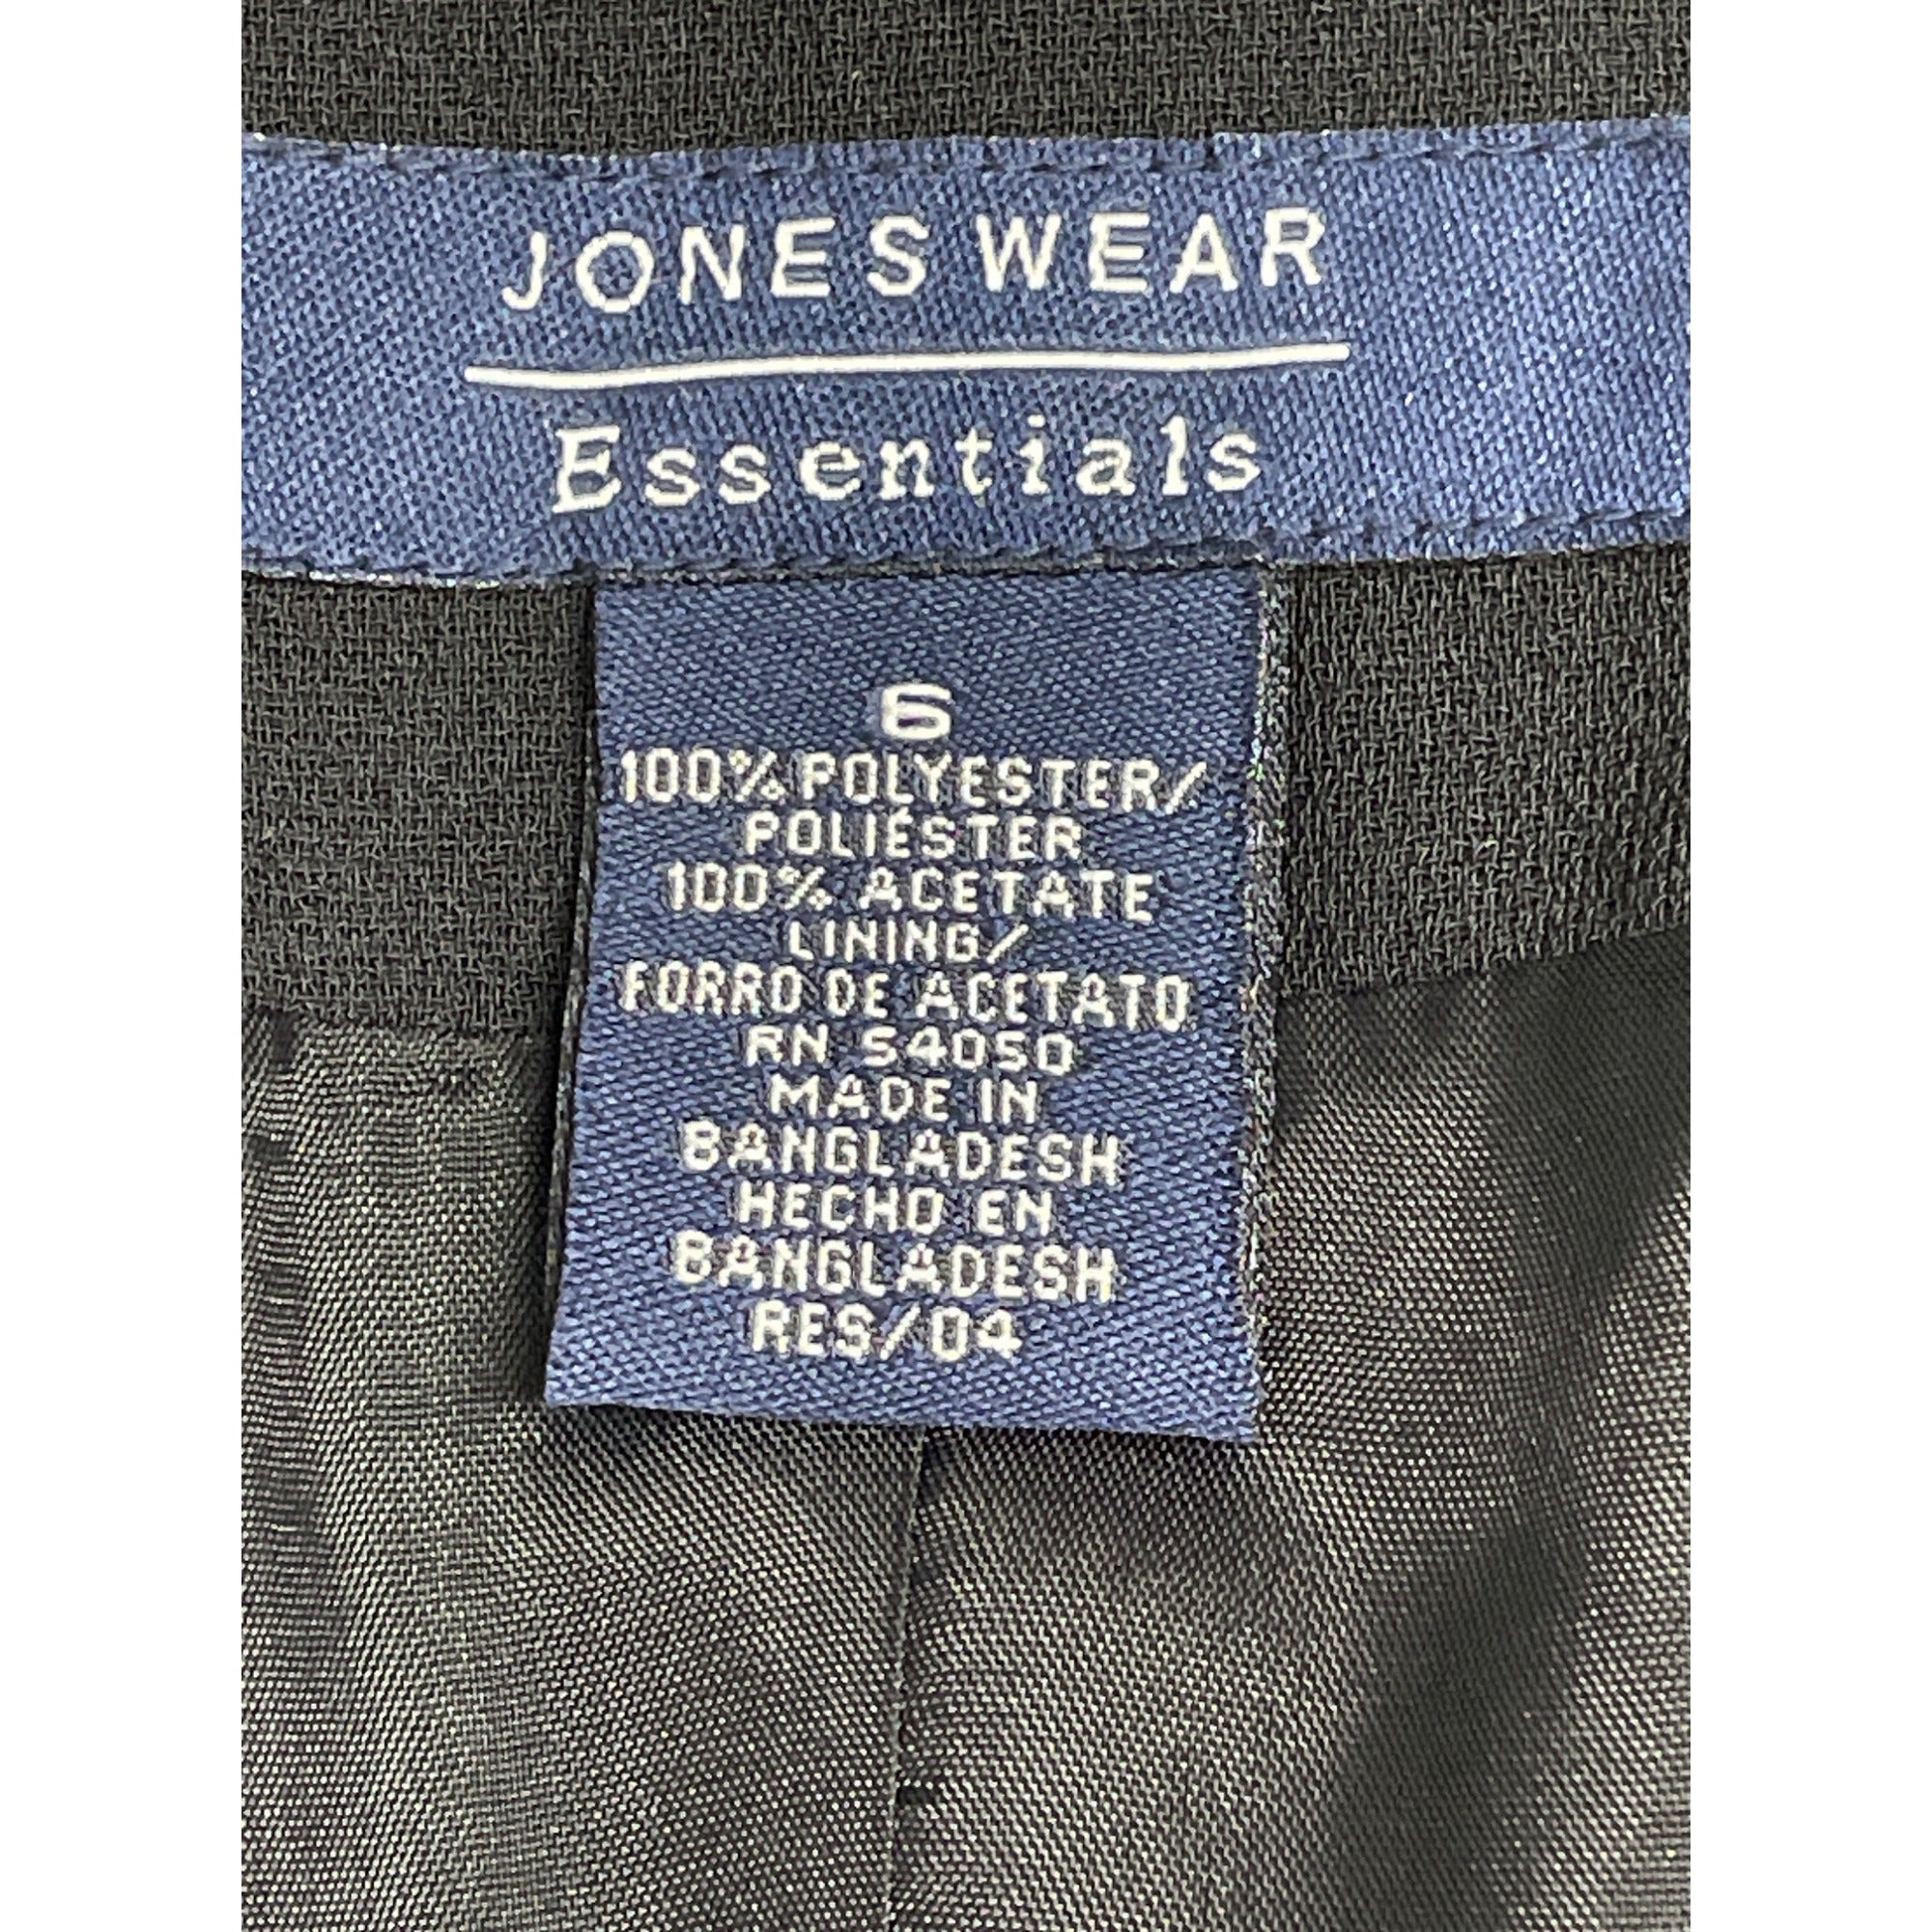 JONES WEAR
Essentials
6
100% POLYESTER/
POLIÉSTER
100% ACETATE
LINING/
FORRO DE ACETATO
RN 54050
MADE IN
BANGLADESH
HECHO EN
BANGLADESH
RES/04